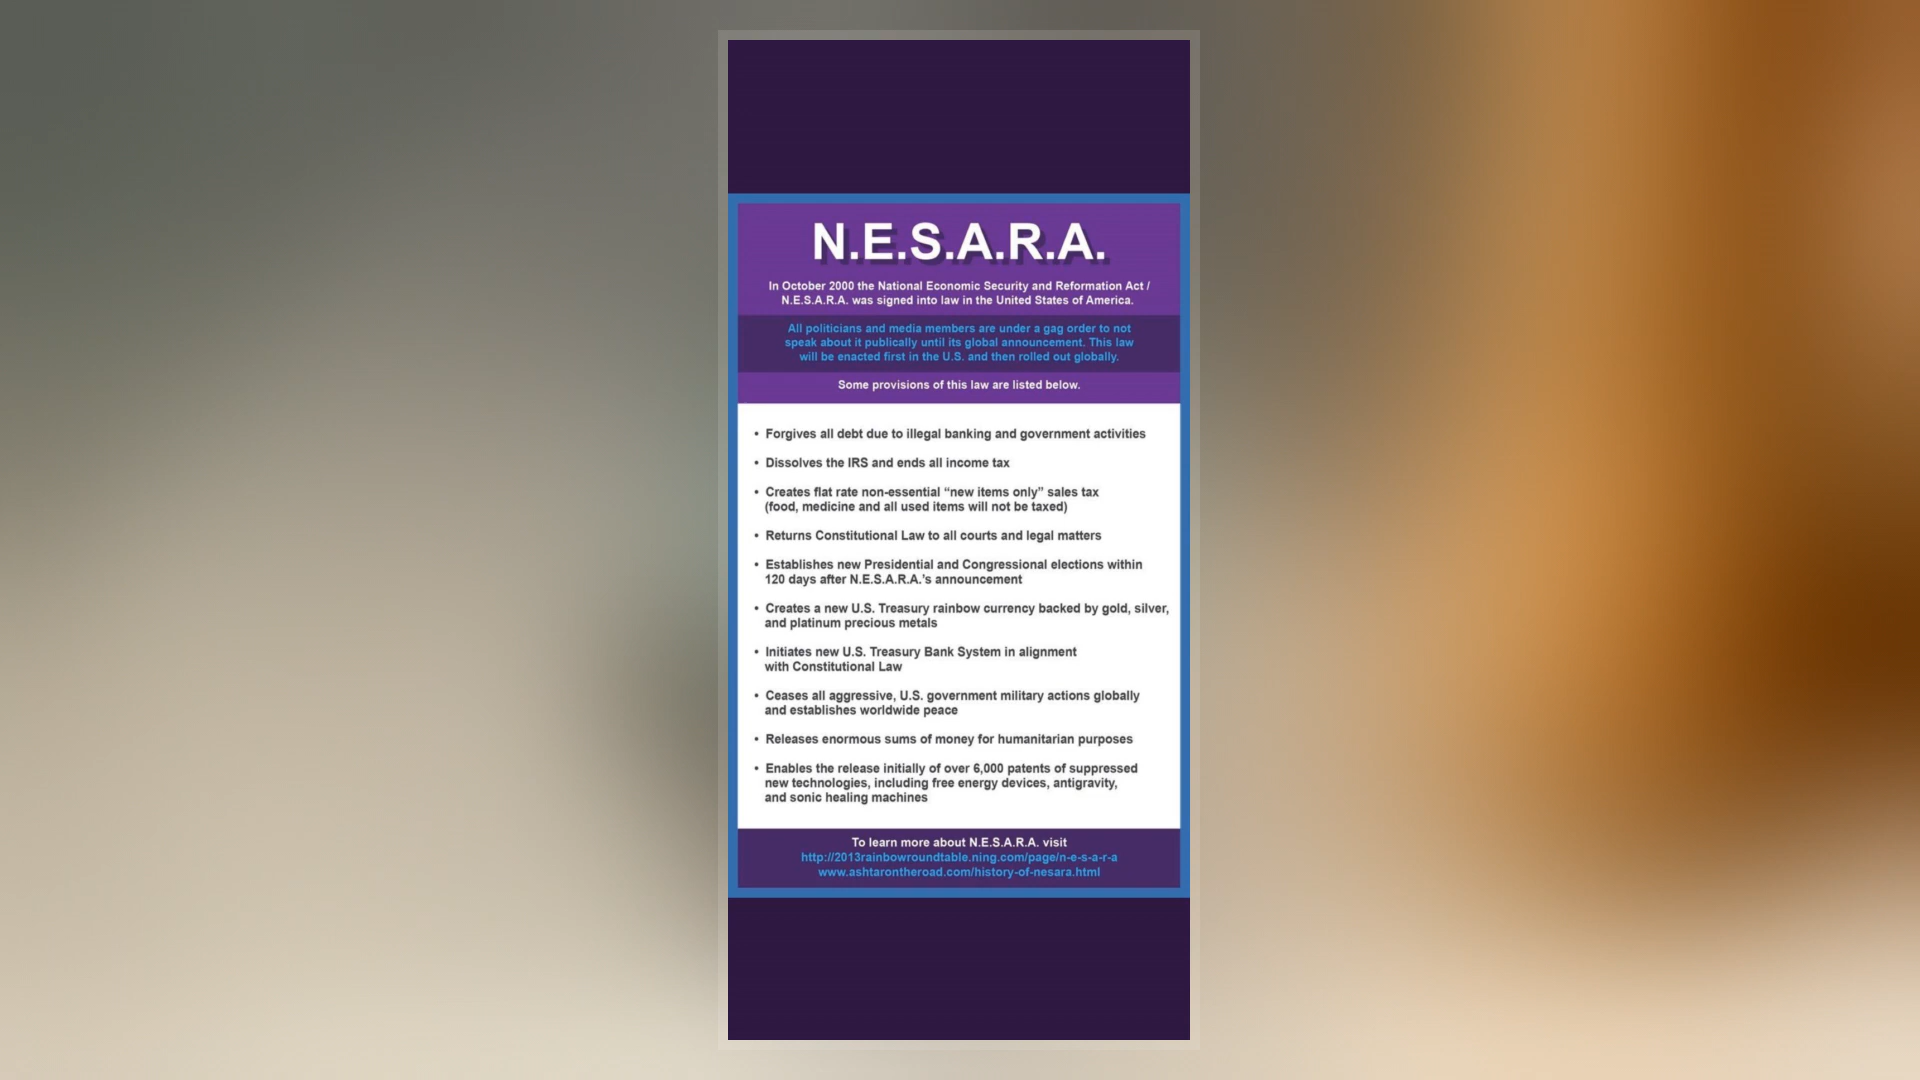 N.E.S.A.R.A.
In October 2000 the National Economic Security and Reformation Act /
N.E.S.A.R.A. was signed into law in the United States of America.
All politicians and media members are under a gag order to not
speak about it publically until its global announcement. This law
will be enacted first in the U.S. and then rolled out globally.
Some provisions of this law are listed below.
• Forgives all debt due to illegal banking and government activities
• Dissolves the IRS and ends all income tax
• Creates flat rate non-essential “new items only” sales tax
(food, medicine and all used items will not be taxed)
• Returns Constitutional Law to all courts and legal matters
• Establishes new Presidential and Congressional elections within
120 days after N.E.S.A.R.A.’s announcement
• Creates a new U.S. Treasury rainbow currency backed by gold, silver,
and platinum precious metals
• Initiates new U.S. Treasury Bank System in alignment
with Constitutional Law
• Ceases all aggressive, U.S. government military actions globally
and establishes worldwide peace
• Releases enormous sums of money for humanitarian purposes
• Enables the release initially of over 6,000 patents of suppressed
new technologies, including free energy devices, antigravity,
and sonic healing machines
To learn more about N.E.S.A.R.A. visit
http://2013rainbowroundtable.ning.com/page/n-e-s-a-r-a
www.ashtarontheroad.com/history-of-nesara.html